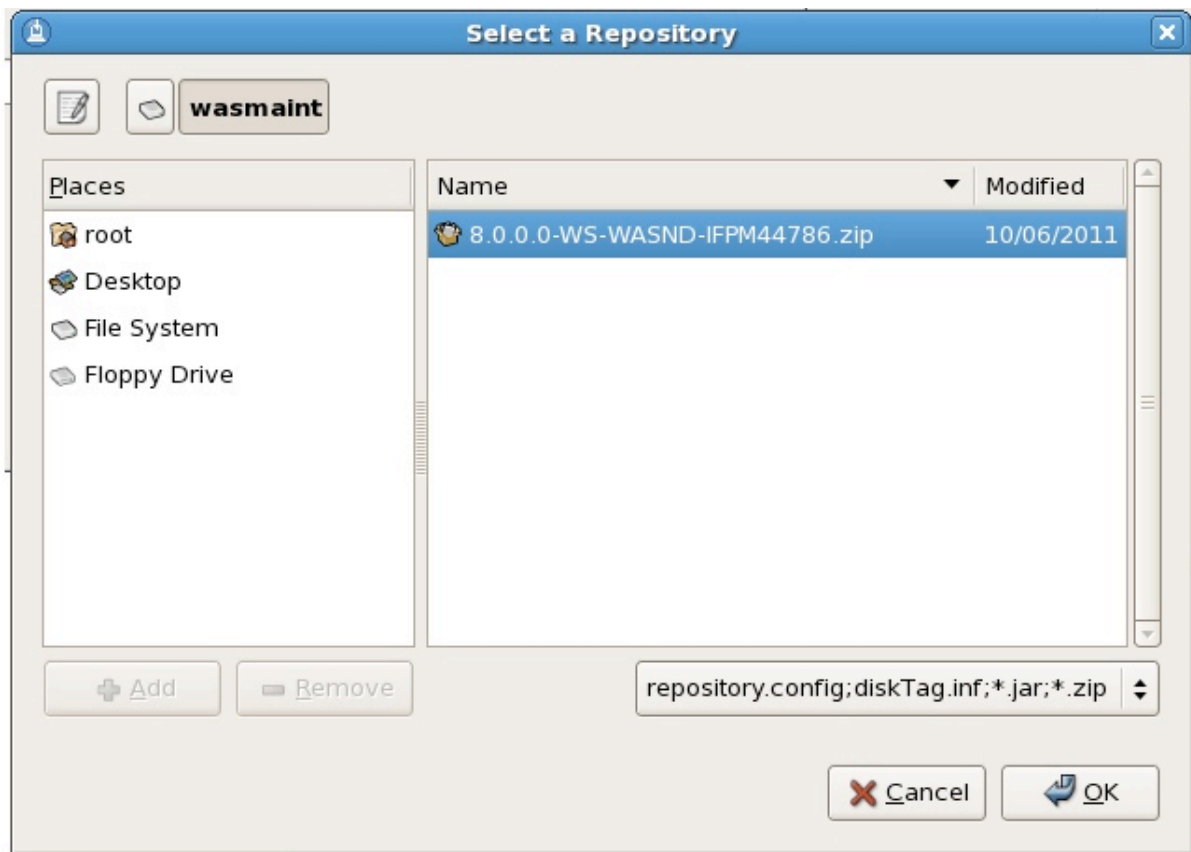 Select a Repository
wasmaint
Places
Name
Modified
root
8.0.0.0-WS-WASND-IFPM44786.zip
10/06/2011
Desktop
File System
Floppy Drive
Add
Remove
repository.config;diskTag.inf;*.jar;*.zip
Cancel
OK